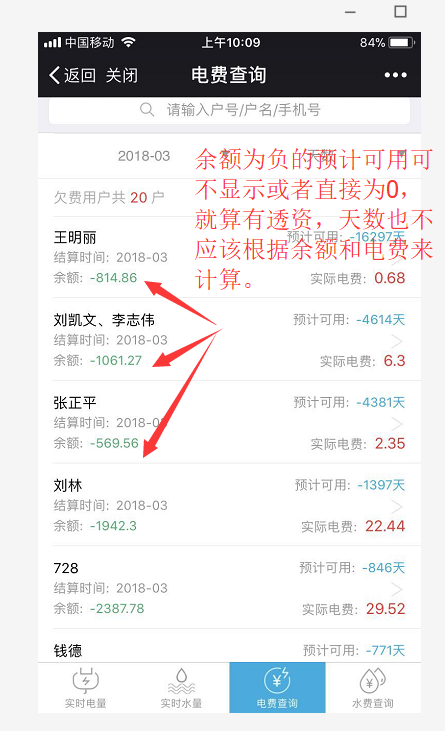 中国移动
上午10:09
84%
返回 关闭
电费查询
请输入户号/户名/手机号
2018-03
余额为负的预计可用可
不显示或者直接为0，
就算有透资，天数也不
应该根据余额和电费来
计算。
欠费用户共 20 户
王明丽
预计可用: -16297天
结算时间: 2018-03
余额: -814.86
实际电费: 0.68
刘凯文、李志伟
预计可用: -4614天
结算时间: 2018-03
余额: -1061.27
实际电费: 6.3
张正平
预计可用: -4381天
结算时间: 2018-03
余额: -569.56
实际电费: 2.35
刘林
预计可用: -1397天
结算时间: 2018-03
余额: -1942.3
实际电费: 22.44
728
预计可用: -846天
结算时间: 2018-03
余额: -2387.78
实际电费: 29.52
钱德
预计可用: -771天
实时电量
实时水量
电费查询
水费查询